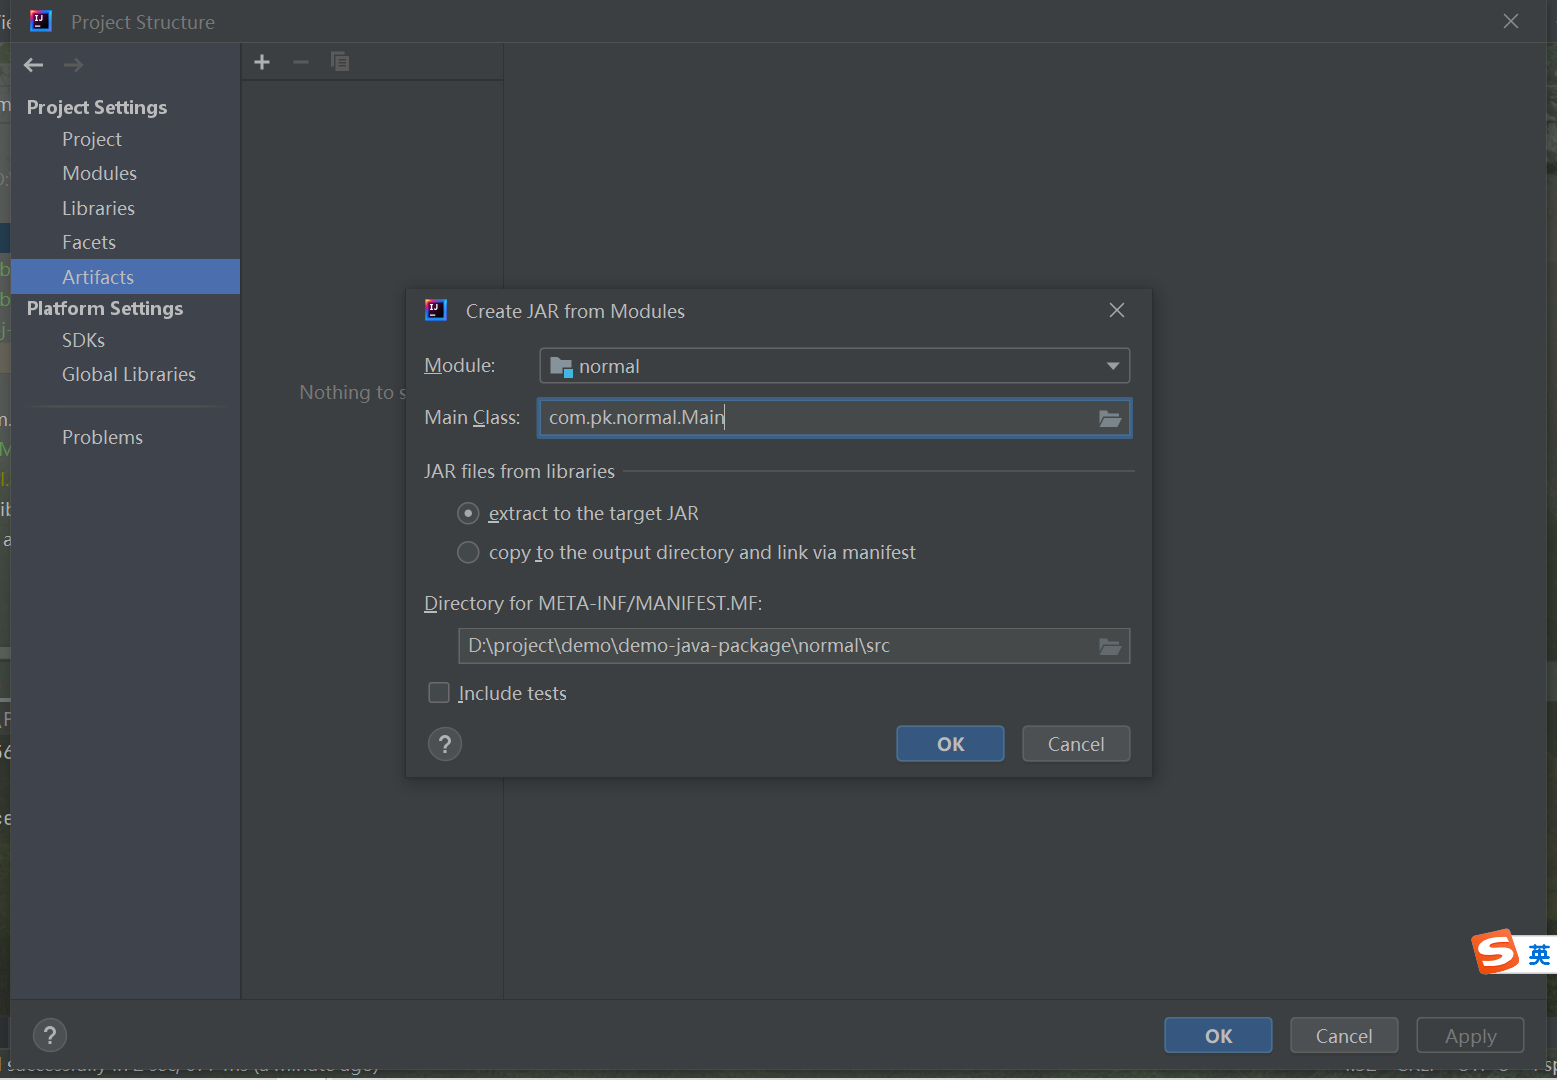 Project Structure
Project Settings
Project
Modules
Libraries
Facets
Artifacts
Platform Settings
SDKs
Global Libraries
Problems
Nothing to s
Create JAR from Modules
Module: normal
Main Class: com.pk.normal.Main
JAR files from libraries
extract to the target JAR
copy to the output directory and link via manifest
Directory for META-INF/MANIFEST.MF:
D:\project\demo\demo-java-package\normal\src
Include tests
? OK Cancel
英
? OK Cancel Apply